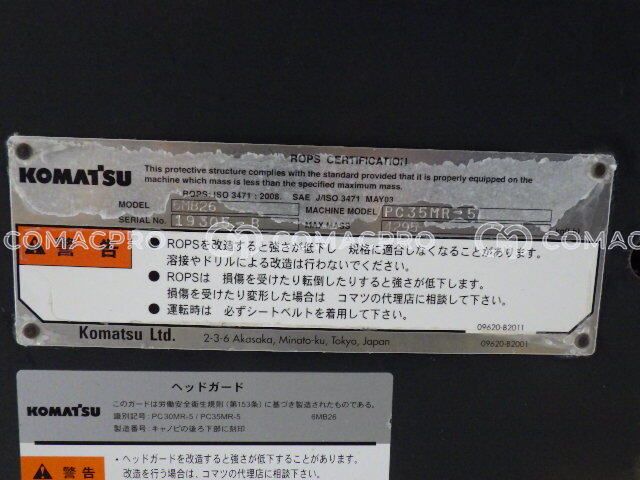 ROPS CERTIFICATION
KOMATSU
This protective structure complies with the standard provided that it is properly equipped on the
machine which mass is less than the specified maximum mass.
ROPS: ISO 3471 : 2008. SAE J/ISO 3471 MAY03
MODEL 6MB26 MACHINE MODEL PC35MR-5
SERIAL No. MAX MASS
COMACPRO COMACPRO COMACPRO
警告
● ROPSを改造すると強さが低下し 規格に適合しなくなることがあります。
溶接やドリルによる改造は行わないでください。
● ROPSは 損傷を受けたり転倒したりすると強さが低下します。
損傷を受けたり変形した場合は コマツの代理店に相談して下さい。
● 運転時は 必ずシートベルトを着用して下さい。
09620-B2011
Komatsu Ltd. 2-3-6 Akasaka, Minato-ku, Tokyo, Japan 09620-B2001
ヘッドガード
KOMATSU
このガードは労働安全衛生規則（第153条）に基づき製造されたものである。
識別記号：PC30MR-5 / PC35MR-5 6MB26
製造番号：キャノピの後ろ下部に刻印
警告
・ヘッドガードを改造すると強さが低下することがあります。
改造を行う場合は、コマツの代理店に相談して下さい。